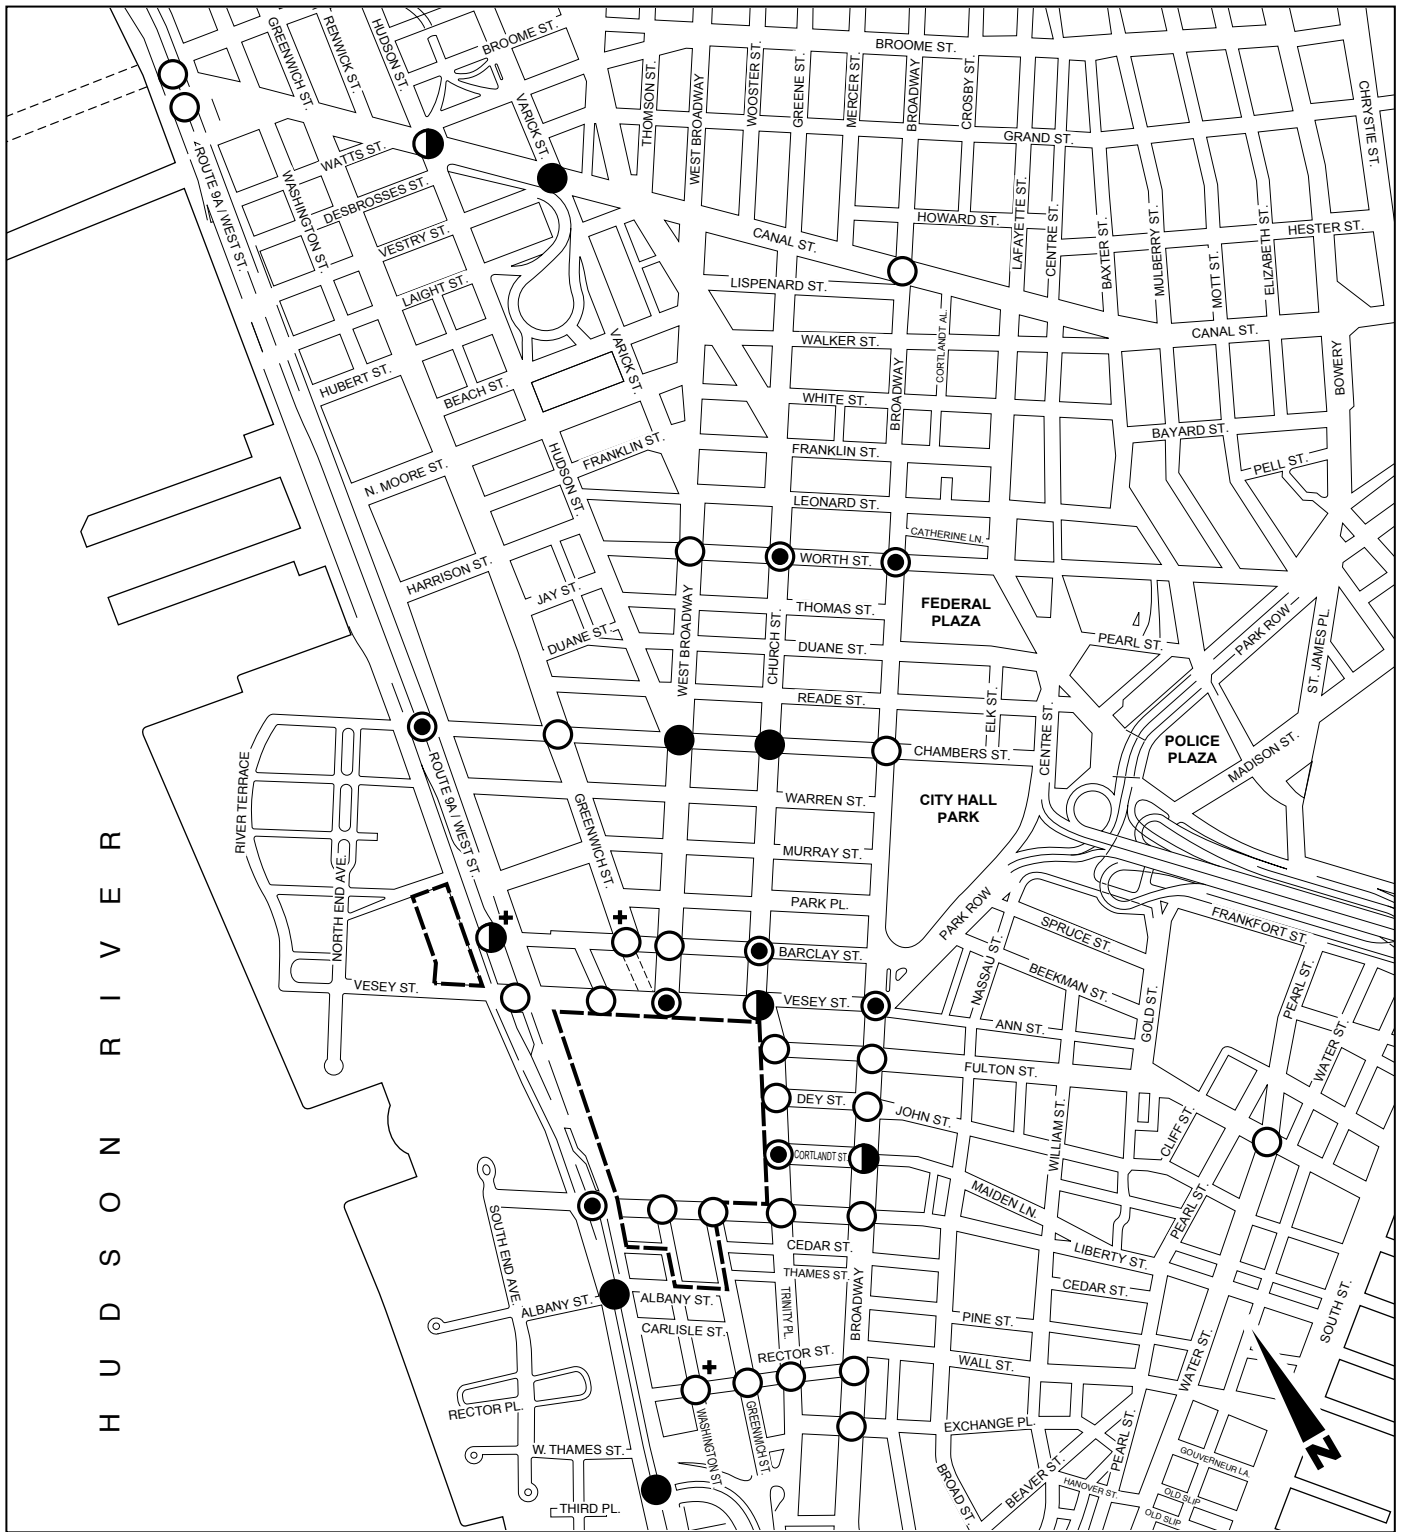 GREENWICH ST.
RENWICK ST.
HUDSON ST.
BROOME ST.
BROOME ST.
THOMSON ST.
WEST BROADWAY
WOOSTER ST.
GREENE ST.
MERCER ST.
BROADWAY
CROSBY ST.
CHRYSTIE ST.
VARICK ST.
GRAND ST.
WATTS ST.
ROUTE 9A / WEST ST.
WASHINGTON ST.
DESBROSSES ST.
VESTRY ST.
LAIGHT ST.
CANAL ST.
HOWARD ST.
LAFAYETTE ST.
CENTRE ST.
BAXTER ST.
MULBERRY ST.
MOTT ST.
ELIZABETH ST.
HESTER ST.
LISPENARD ST.
CORTLANDT AL.
CANAL ST.
WALKER ST.
BOWERY
HUBERT ST.
BEACH ST.
VARICK ST.
WHITE ST.
BROADWAY
BAYARD ST.
PELL ST.
N. MOORE ST.
HUDSON ST.
FRANKLIN ST.
FRANKLIN ST.
LEONARD ST.
CATHERINE LN.
WORTH ST.
HARRISON ST.
JAY ST.
DUANE ST.
WEST BROADWAY
CHURCH ST.
THOMAS ST.
DUANE ST.
READE ST.
FEDERAL
PLAZA
PEARL ST.
PARK ROW
ST. JAMES PL.
ELK ST.
CENTRE ST.
CHAMBERS ST.
POLICE
PLAZA
MADISON ST.
RIVER TERRACE
ROUTE 9A / WEST ST.
GREENWICH ST.
WARREN ST.
CITY HALL
PARK
MURRAY ST.
PARK PL.
NORTH END AVE.
PARK ROW
SPRUCE ST.
FRANKFORT ST.
BARCLAY ST.
NASSAU ST.
BEEKMAN ST.
GOLD ST.
PEARL ST.
WATER ST.
VESEY ST.
VESEY ST.
ANN ST.
FULTON ST.
DEY ST.
JOHN ST.
WILLIAM ST.
CLIFF ST.
CORTLANDT ST.
MAIDEN LN.
PEARL ST.
SOUTH END AVE.
CEDAR ST.
LIBERTY ST.
THAMES ST.
CEDAR ST.
ALBANY ST.
ALBANY ST.
TRINITY PL.
BROADWAY
PINE ST.
SOUTH ST.
CARLISLE ST.
RECTOR ST.
WALL ST.
WATER ST.
RECTOR PL.
WASHINGTON ST
GREENWICH ST.
EXCHANGE PL.
PEARL ST.
W. THAMES ST.
BROAD ST.
BEAVER ST.
HANOVER ST.
GOUVERNEUR LA.
OLD SLIP
OLD SLIP
THIRD PL.
HUDSON RIVER
N